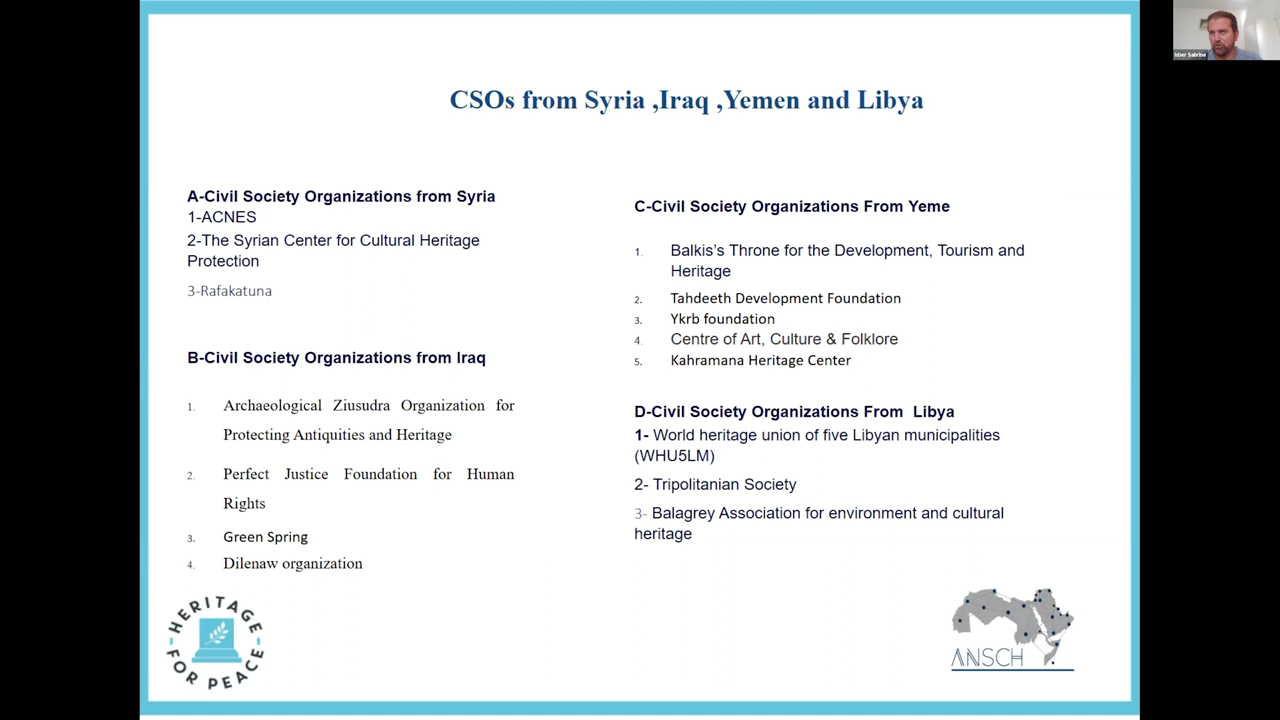 CSOs from Syria ,Iraq ,Yemen and Libya
A-Civil Society Organizations from Syria
1-ACNES
2-The Syrian Center for Cultural Heritage
Protection
3-Rafakatuna
B-Civil Society Organizations from Iraq
1. Archaeological Ziusudra Organization for
Protecting Antiquities and Heritage
2. Perfect Justice Foundation for Human
Rights
3. Green Spring
4. Dilenaw organization
C-Civil Society Organizations From Yeme
1. Balkis’s Throne for the Development, Tourism and
Heritage
2. Tahdeeth Development Foundation
3. Ykrb foundation
4. Centre of Art, Culture & Folklore
5. Kahramana Heritage Center
D-Civil Society Organizations From Libya
1- World heritage union of five Libyan municipalities
(WHU5LM)
2- Tripolitanian Society
3- Balagrey Association for environment and cultural
heritage
HERITAGE
FOR PEACE
ANSCH
Isber Sabrine